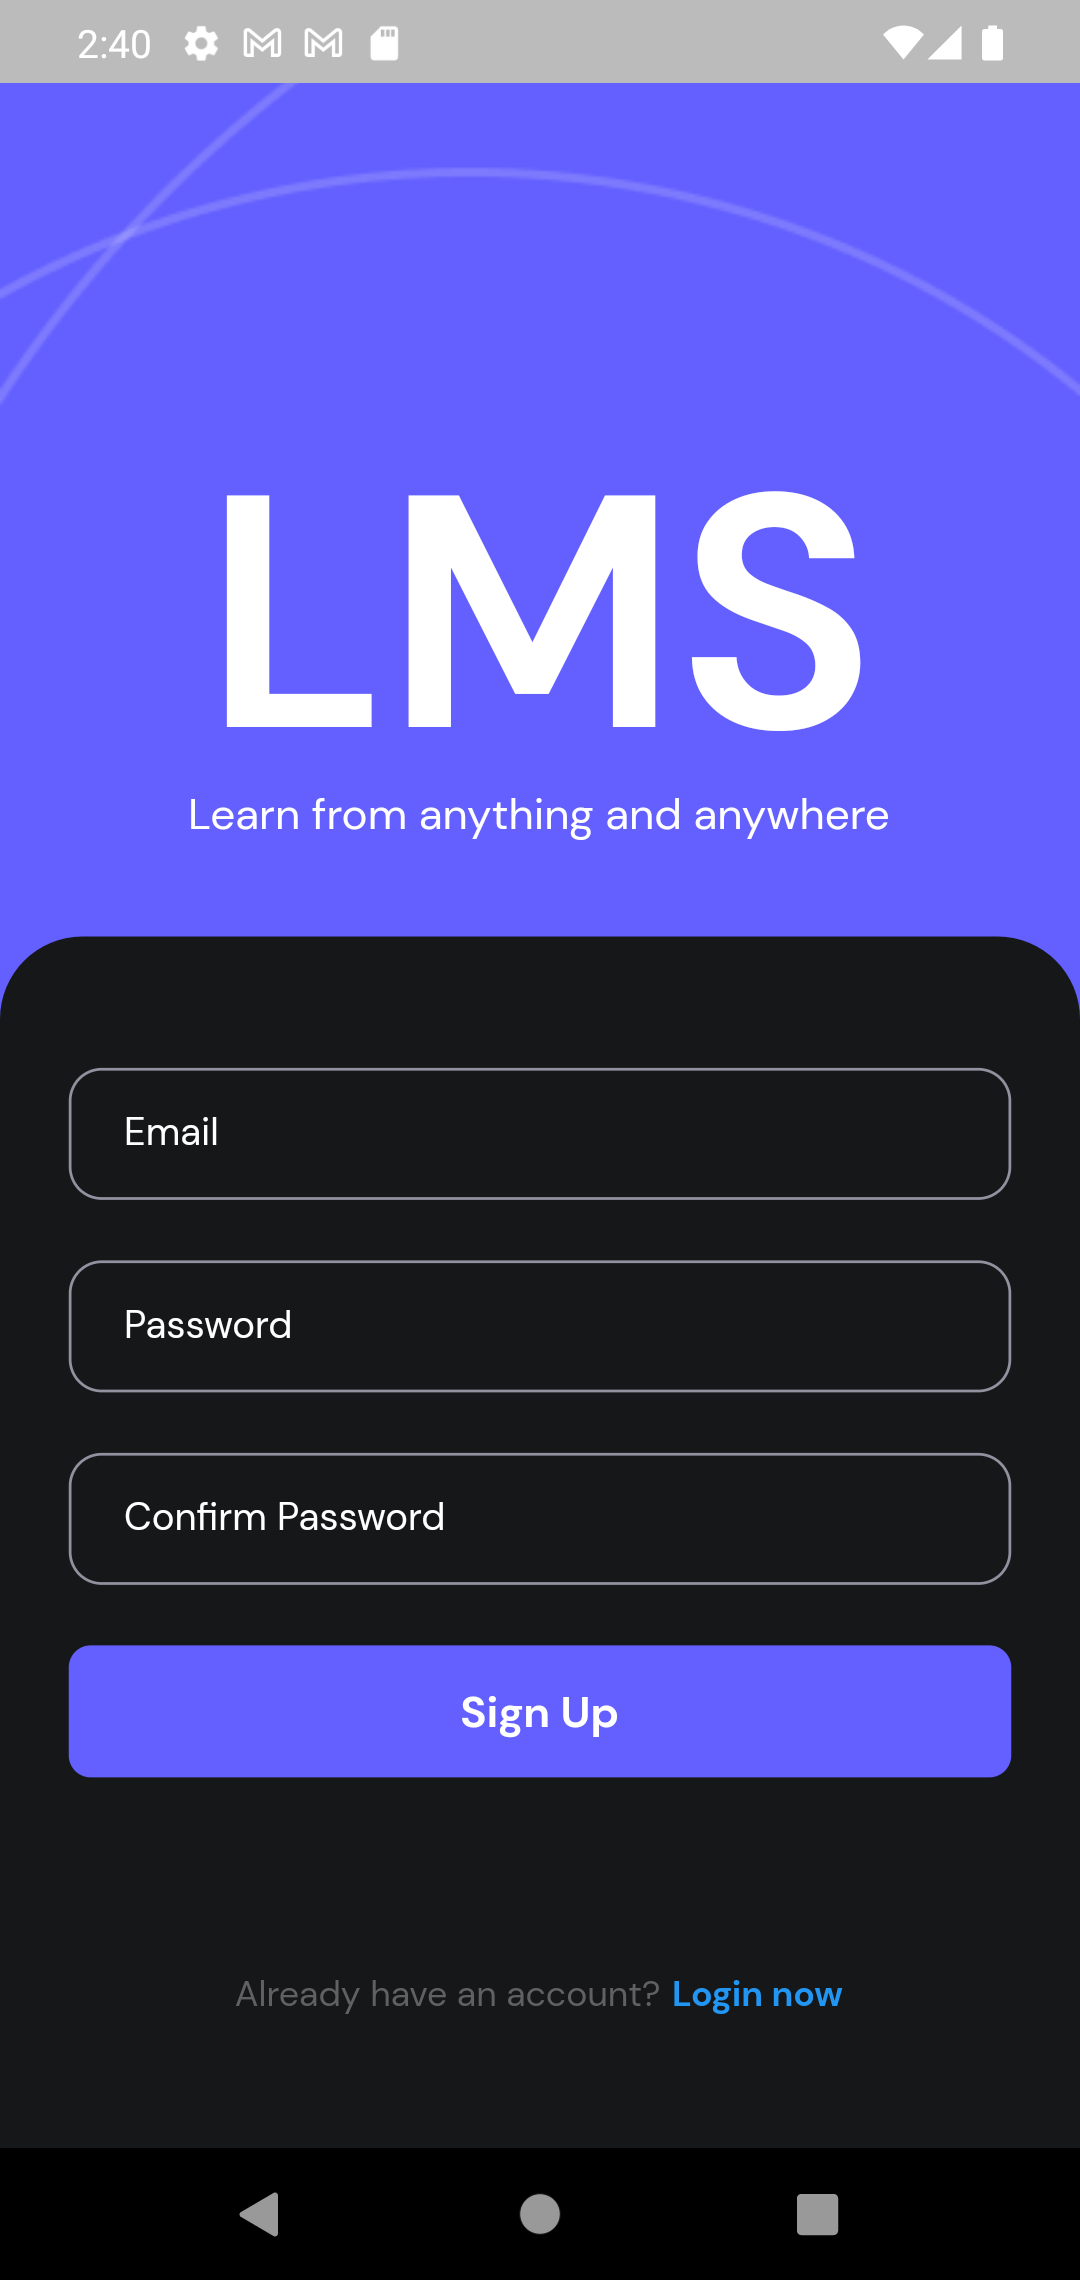 2:40
LMS
Learn from anything and anywhere
Email
Password
Confirm Password
Sign Up
Already have an account? Login now